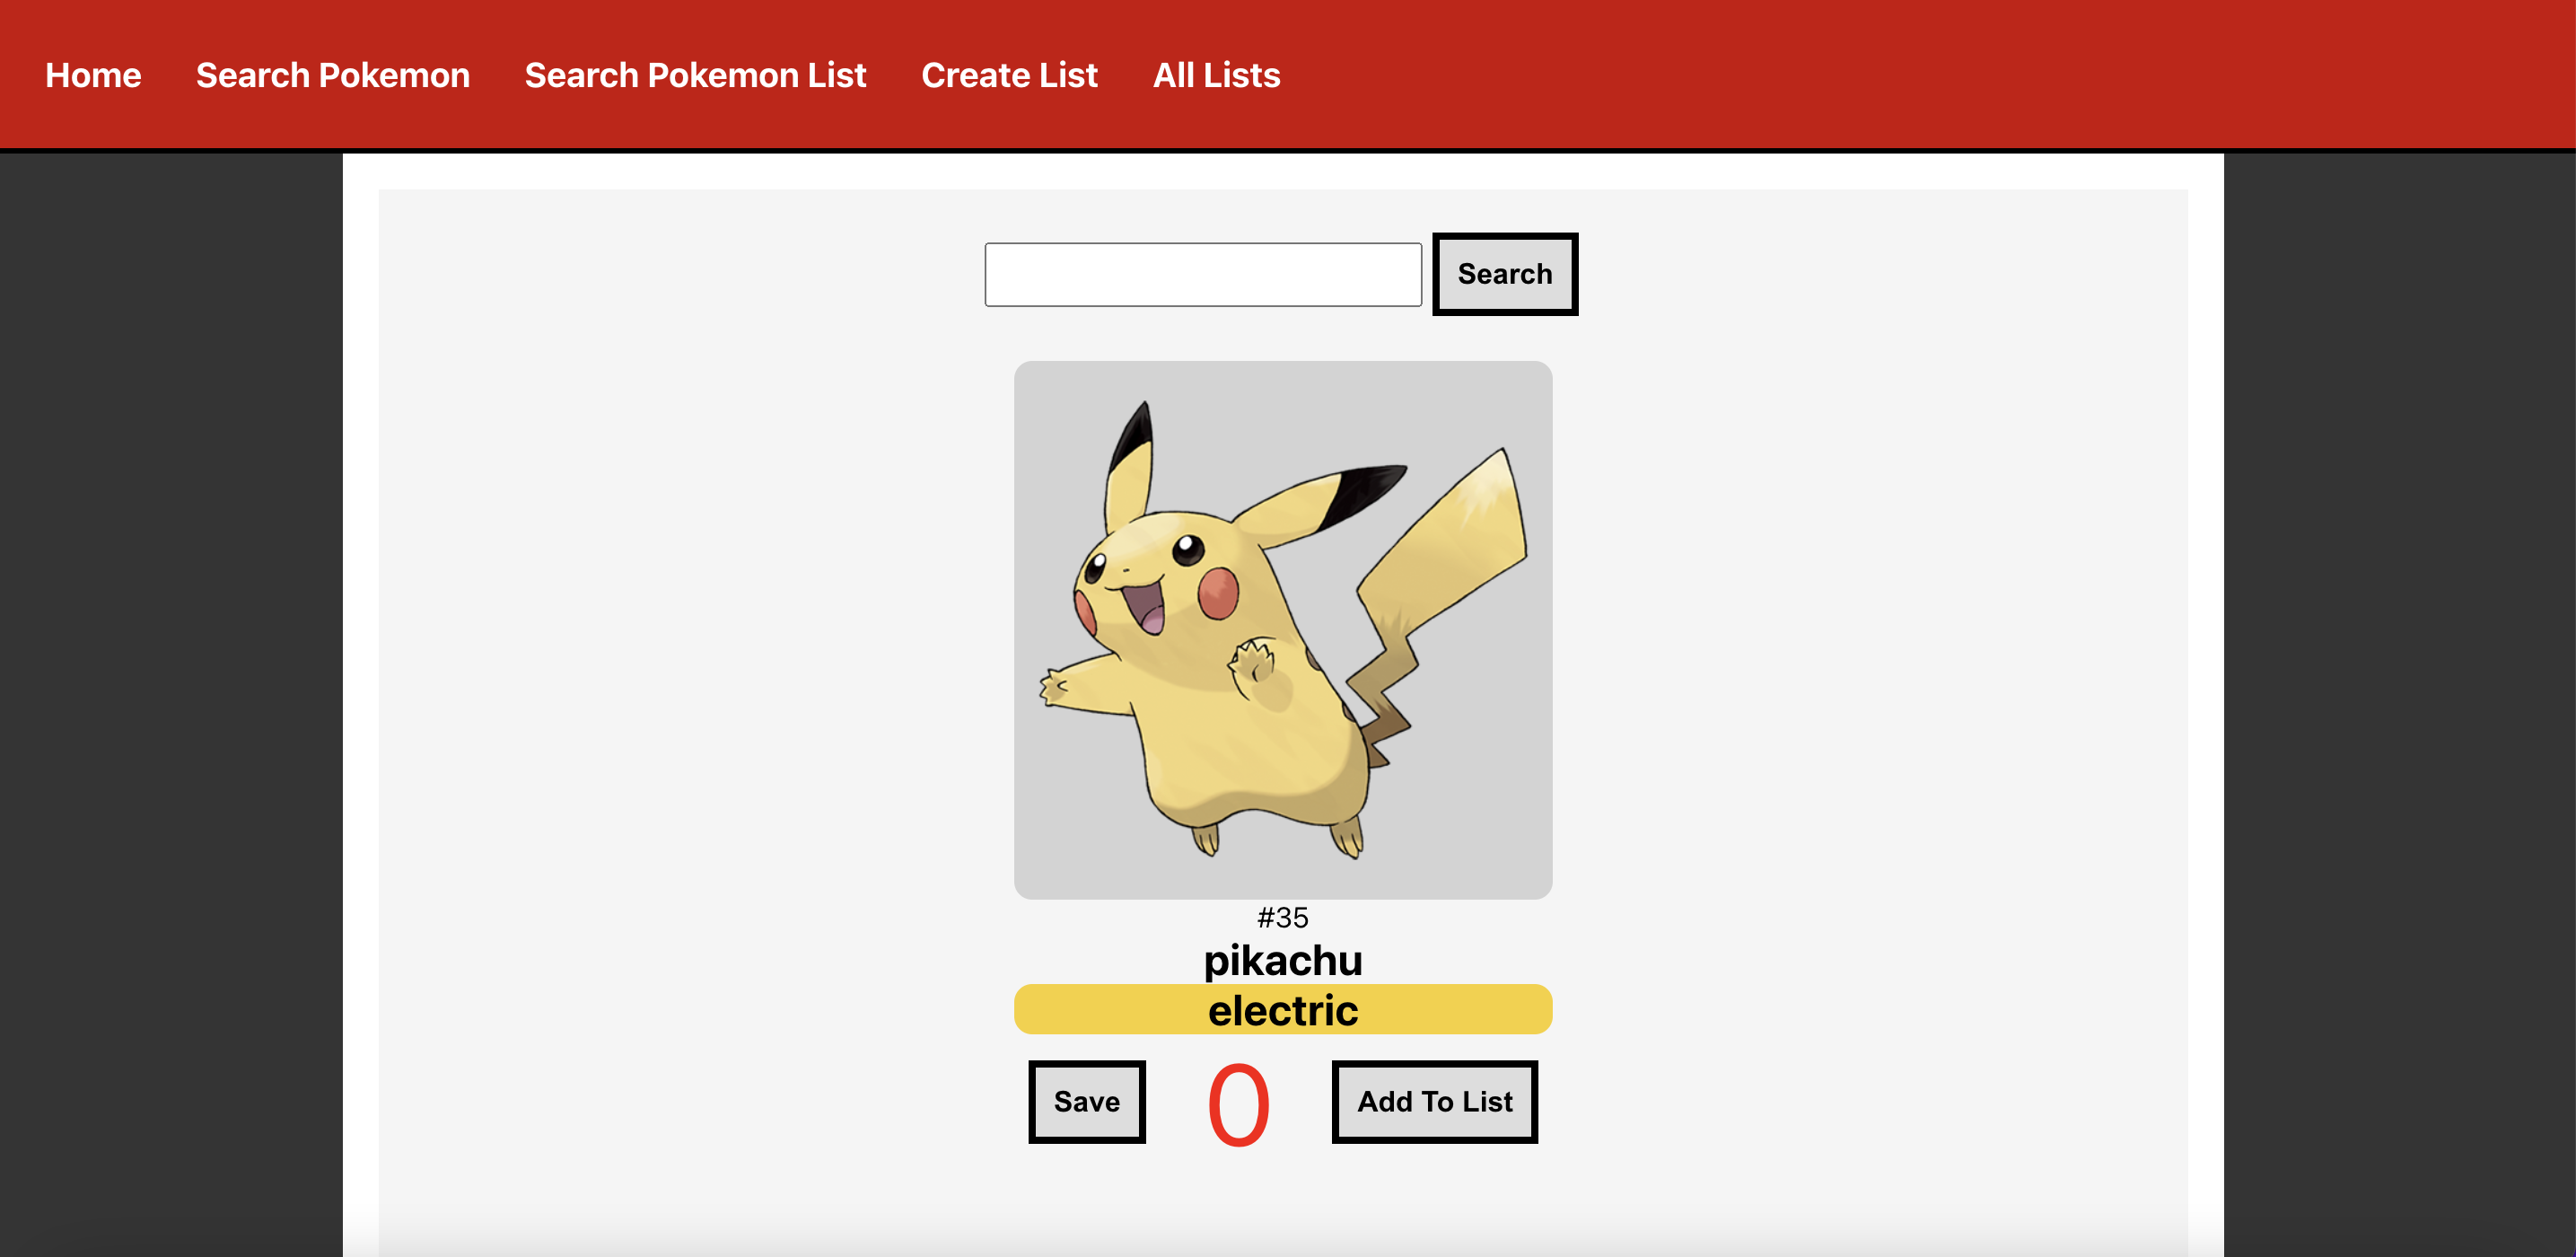 Home Search Pokemon Search Pokemon List Create List All Lists
Search
#35
pikachu
electric
Save 0 Add To List